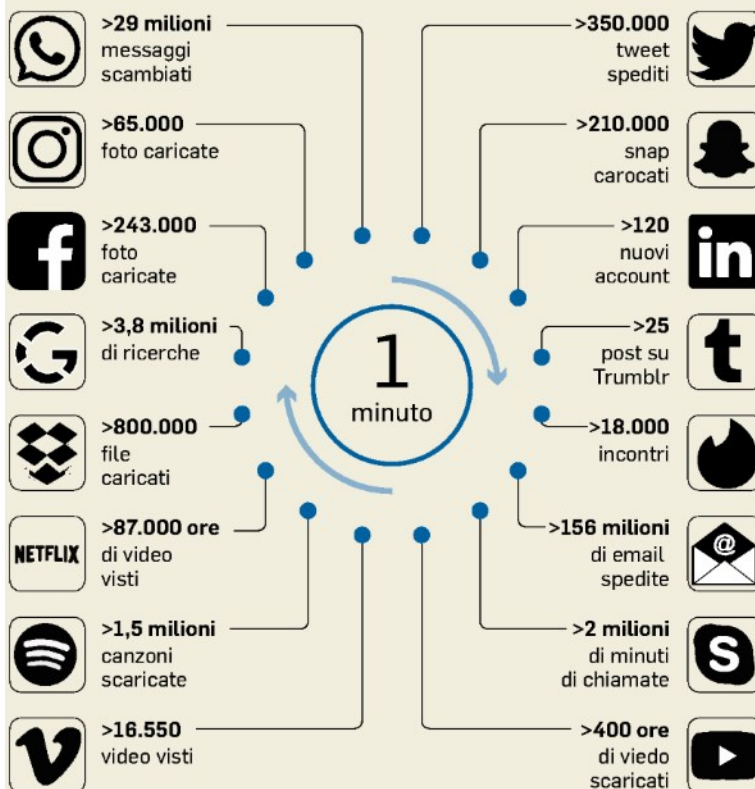 >29 milioni
messaggi
scambiati
>65.000
foto caricate
>243.000
foto
caricate
>3,8 milioni
di ricerche
>800.000
file
caricati
NETFLIX
>87.000 ore
di video
visti
>1,5 milioni
canzoni
scaricate
>16.550
video visti
1
minuto
>350.000
tweet
spediti
>210.000
snap
carocati
>120
nuovi
account
in
>25
post su
Trumblr
t
>18.000
incontri
>156 milioni
di email
spedite
@
>2 milioni
di minuti
di chiamate
S
>400 ore
di viedo
scaricati